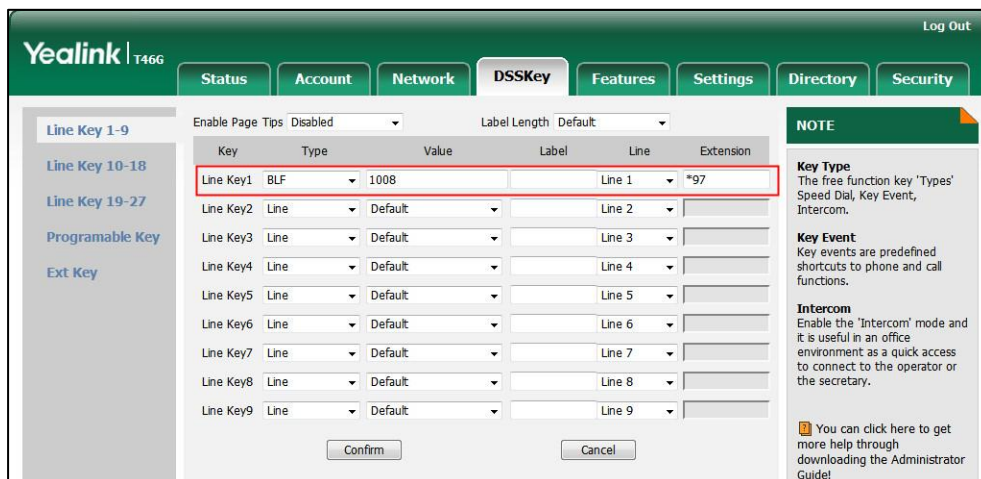 Log Out
Yealink T46G
Status Account Network DSSKey Features Settings Directory Security
Line Key 1-9
Line Key 10-18
Line Key 19-27
Programable Key
Ext Key
Enable Page Tips Disabled Label Length Default
Key Type Value Label Line Extension
Line Key1 BLF 1008 Line 1 *97
Line Key2 Line Default Line 2
Line Key3 Line Default Line 3
Line Key4 Line Default Line 4
Line Key5 Line Default Line 5
Line Key6 Line Default Line 6
Line Key7 Line Default Line 7
Line Key8 Line Default Line 8
Line Key9 Line Default Line 9
Confirm Cancel
NOTE
Key Type
The free function key 'Types'
Speed Dial, Key Event,
Intercom.
Key Event
Key events are predefined
shortcuts to phone and call
functions.
Intercom
Enable the 'Intercom' mode and
it is useful in an office
environment as a quick access
to connect to the operator or
the secretary.
You can click here to get
more help through
downloading the Administrator
Guide!